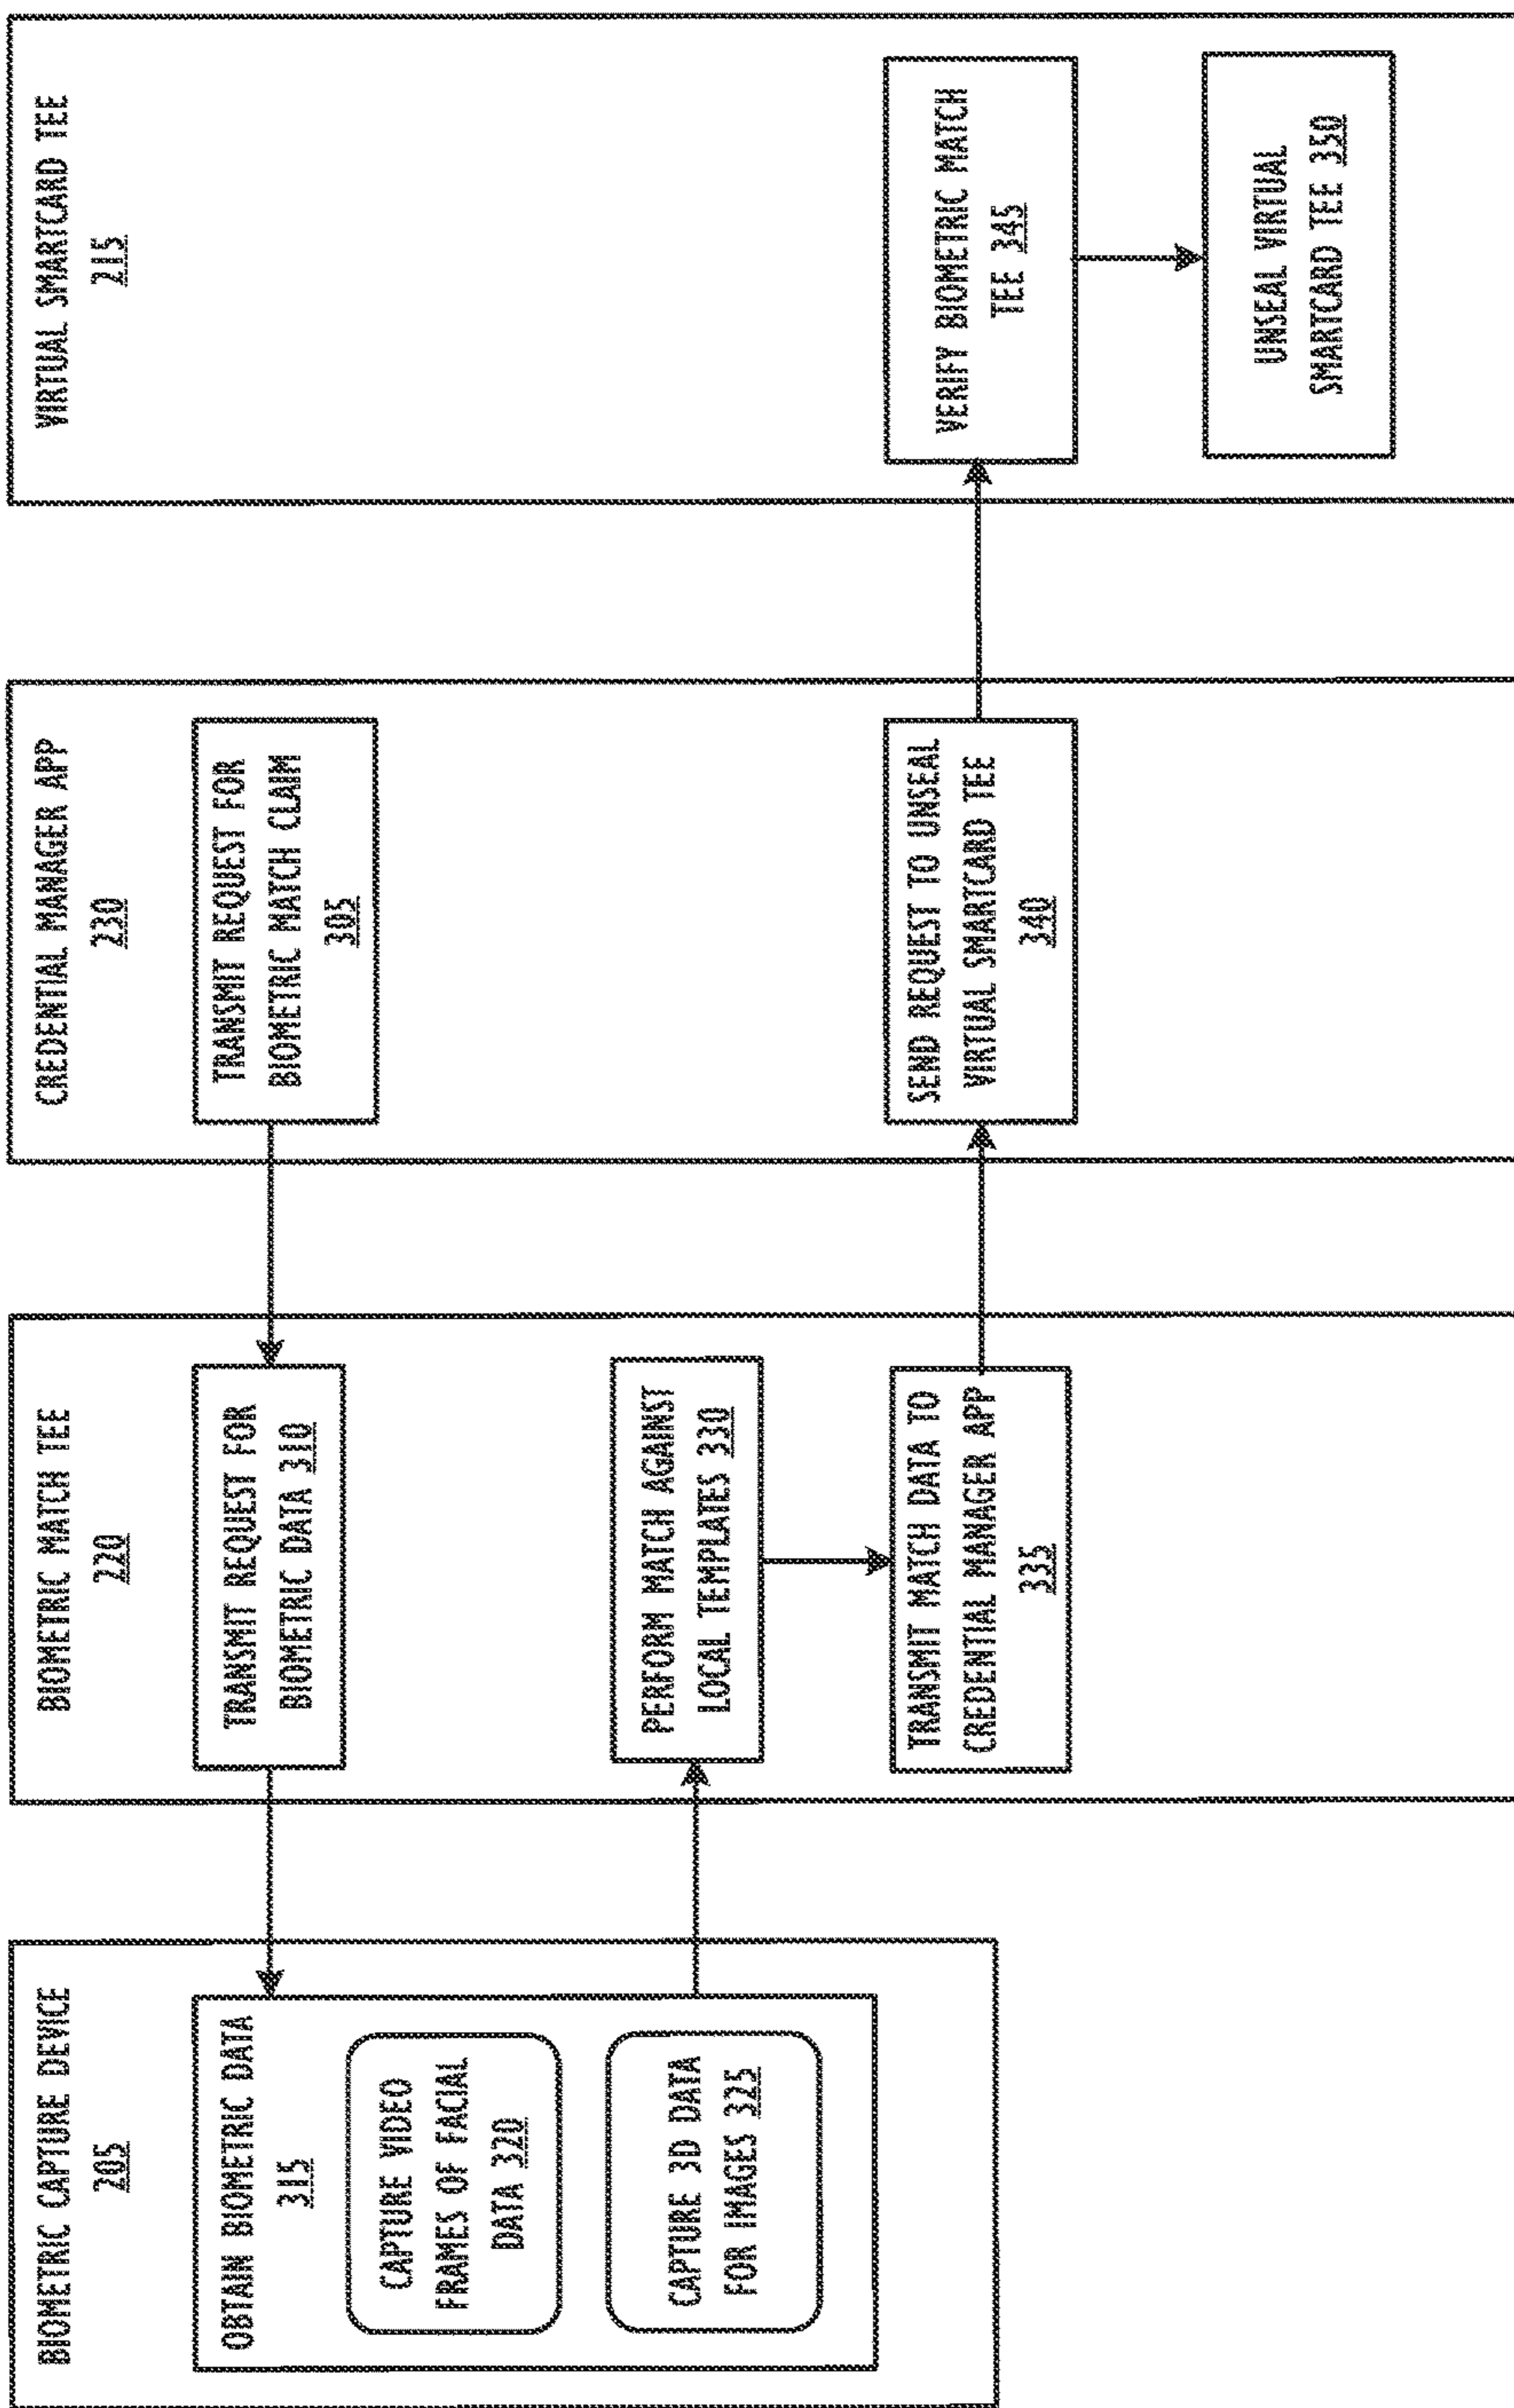 BIOMETRIC CAPTURE DEVICE
205
OBTAIN BIOMETRIC DATA
315
CAPTURE VIDEO
FRAMES OF FACIAL
DATA 320
CAPTURE 3D DATA
FOR IMAGES 325
BIOMETRIC MATCH TEE
220
TRANSMIT REQUEST FOR
BIOMETRIC DATA 310
PERFORM MATCH AGAINST
LOCAL TEMPLATES 330
TRANSMIT MATCH DATA TO
CREDENTIAL MANAGER APP
335
CREDENTIAL MANAGER APP
230
TRANSMIT REQUEST FOR
BIOMETRIC MATCH CLAIM
305
SEND REQUEST TO UNSEAL
VIRTUAL SMARTCARD TEE
340
VIRTUAL SMARTCARD TEE
215
VERIFY BIOMETRIC MATCH
TEE 345
UNSEAL VIRTUAL
SMARTCARD TEE 350